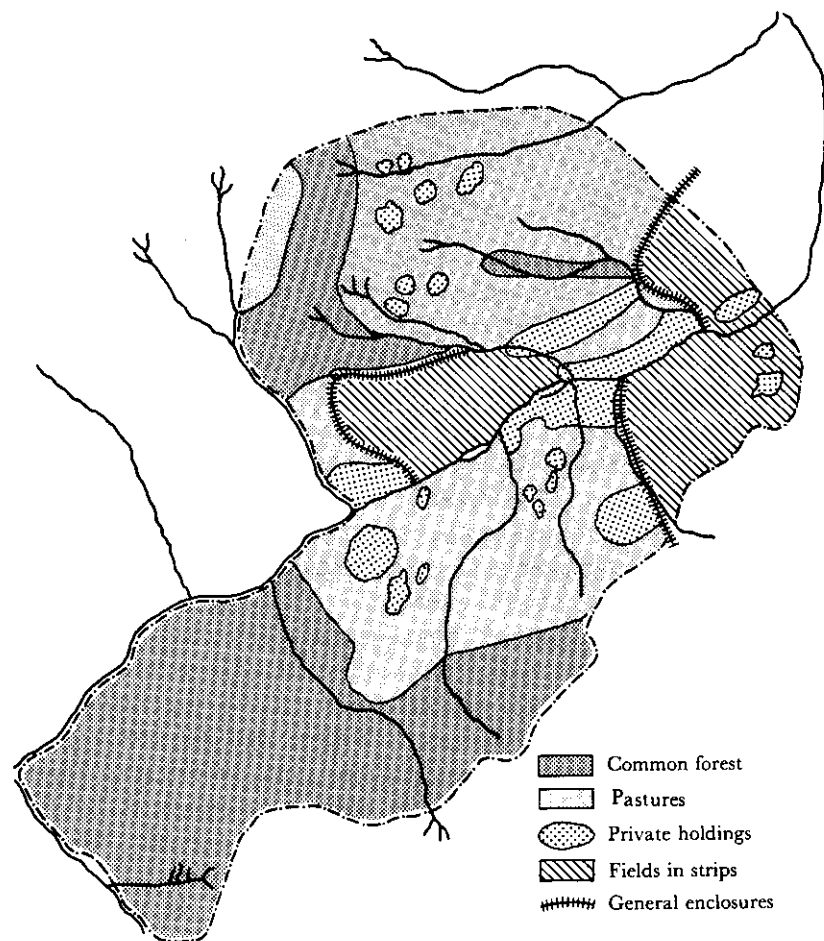 Common forest
Pastures
Private holdings
Fields in strips
General enclosures